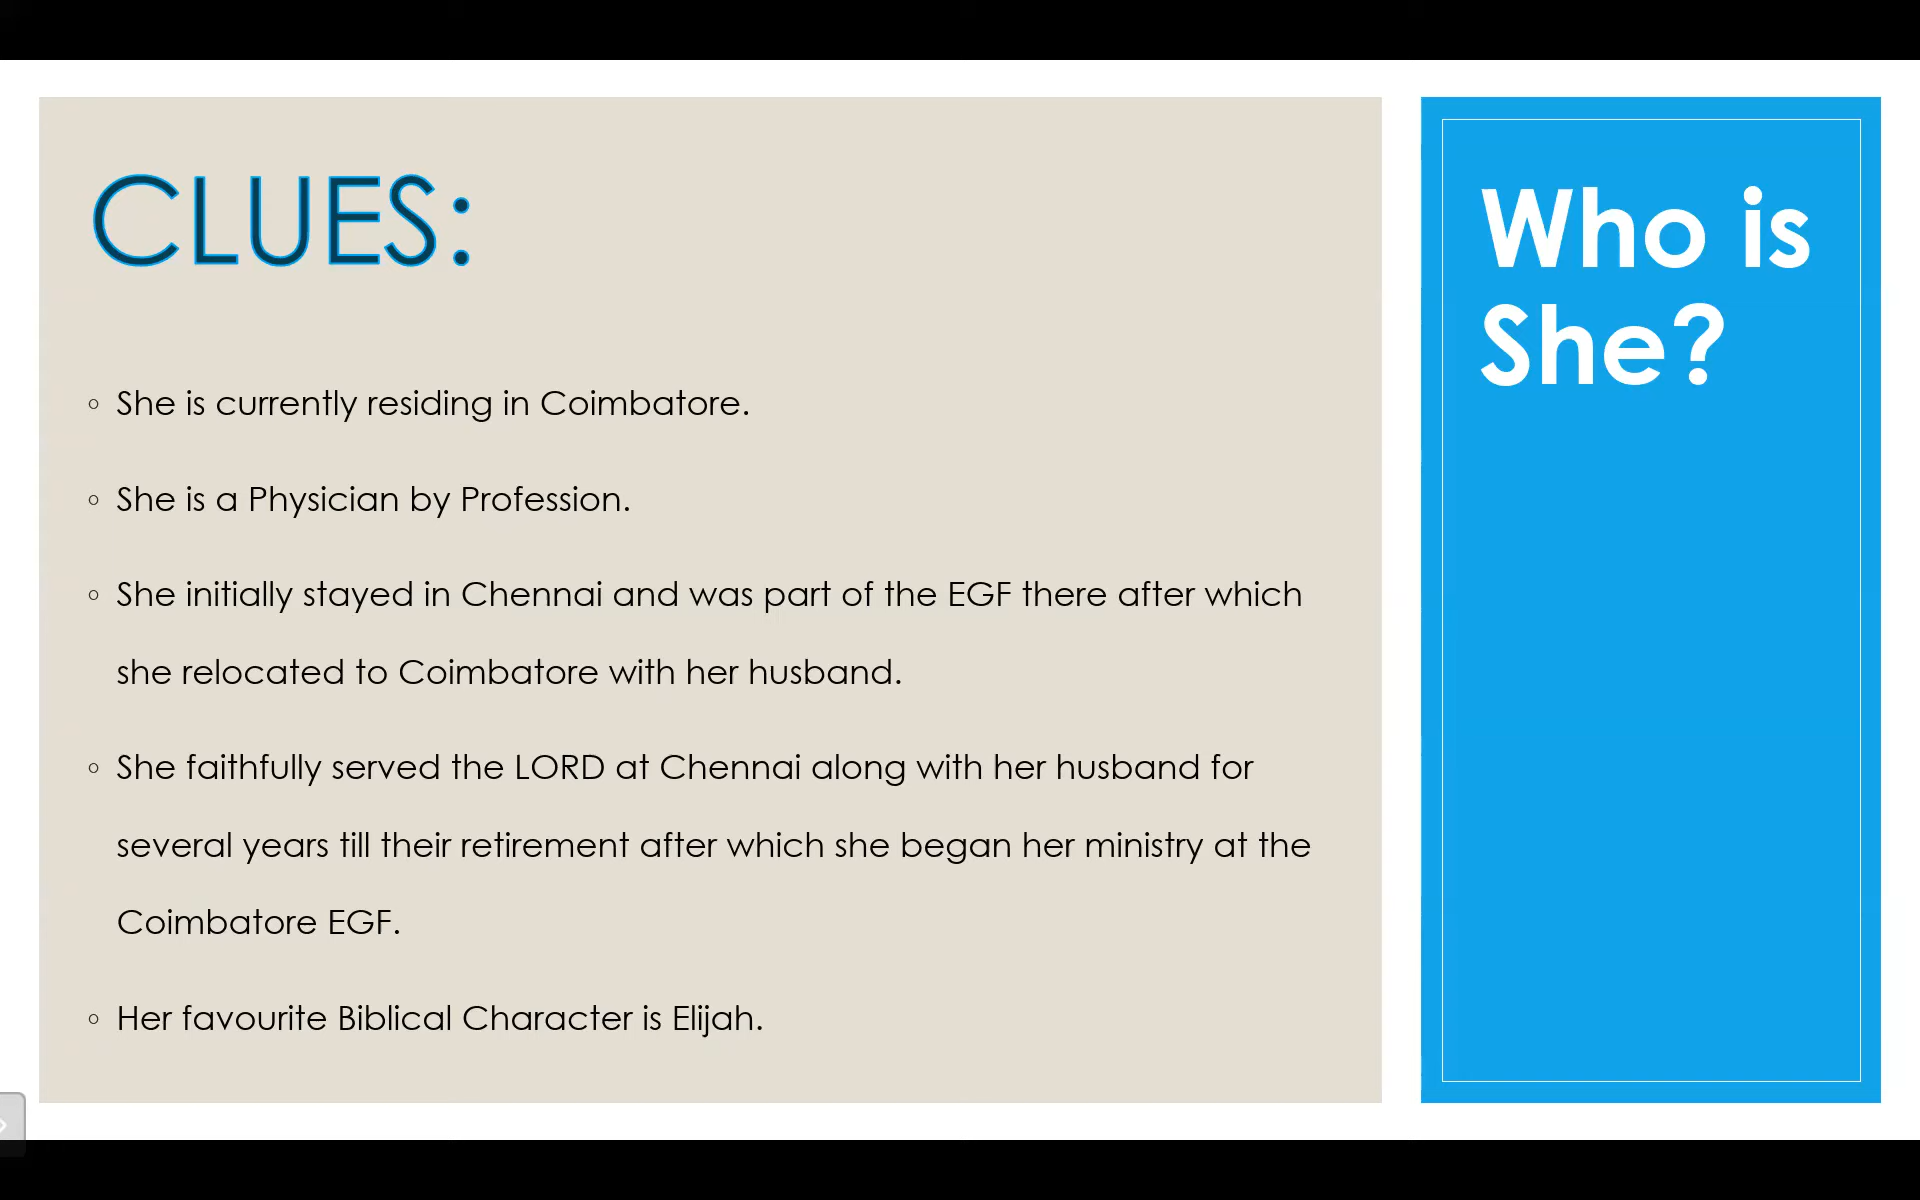 CLUES:
◦ She is currently residing in Coimbatore.
◦ She is a Physician by Profession.
◦ She initially stayed in Chennai and was part of the EGF there after which
she relocated to Coimbatore with her husband.
◦ She faithfully served the LORD at Chennai along with her husband for
several years till their retirement after which she began her ministry at the
Coimbatore EGF.
◦ Her favourite Biblical Character is Elijah.
Who is
She?